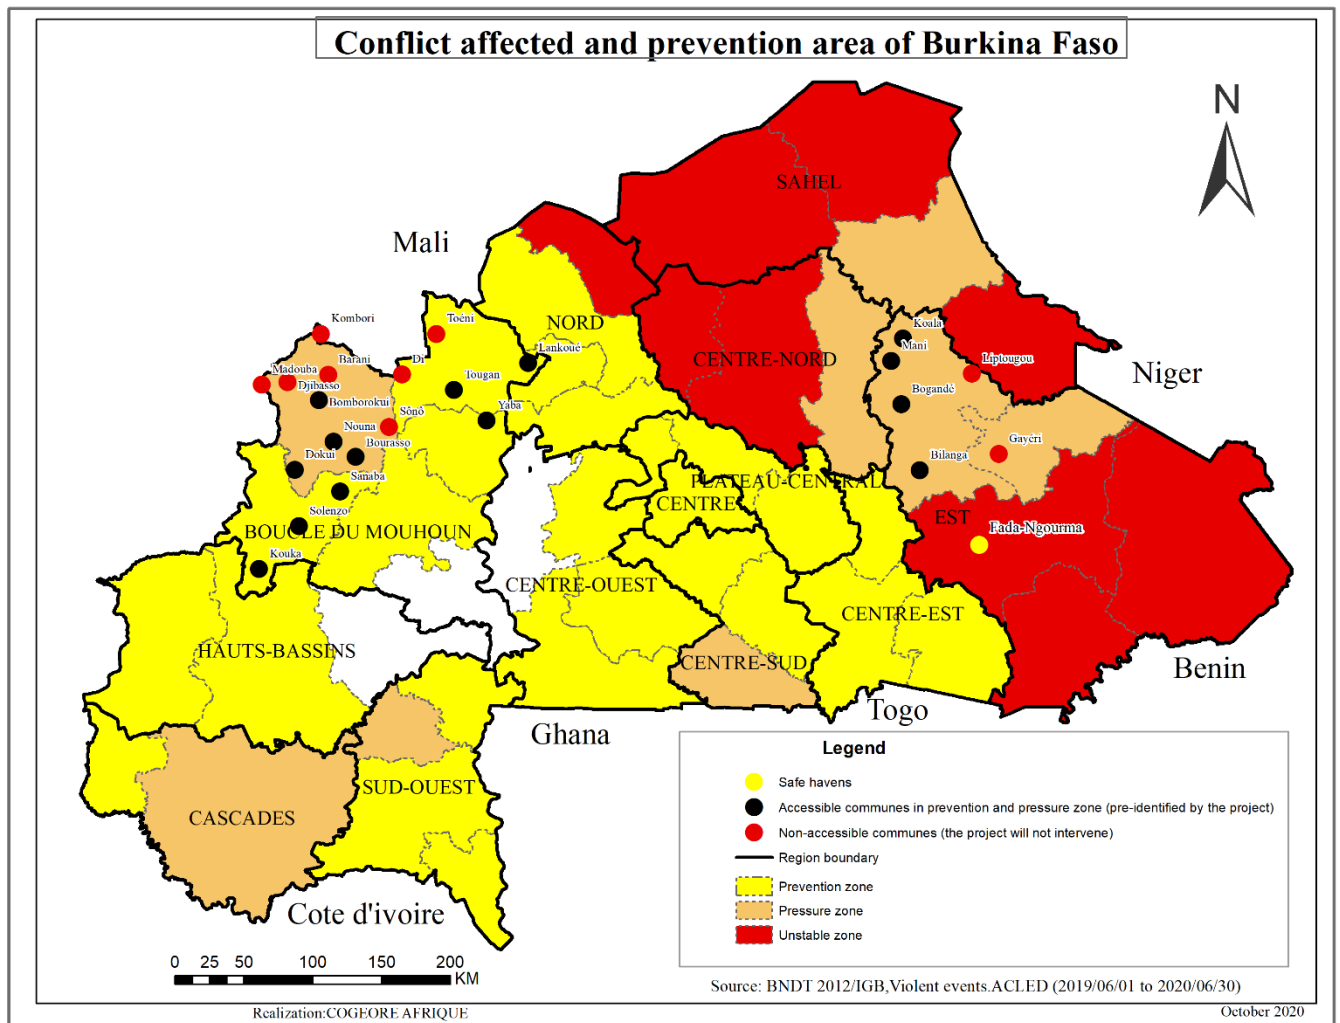 Conflict affected and prevention area of Burkina Faso
N
SAHEL
Mali
Kombori
Toéni
NORD
Koala
Lankoué
Mani
Barani
Di
CENTRE-NORD
Liptougou
Niger
Madouba
Djibasso
Tougan
Bogandé
Bomborokui
Sônô
Yaba
Nouna
Bourasso
Gayéri
Dokui
Bilanga
Sanaba
PLATEAU-CENTRAL
CENTRE
Solenzo
EST
Fada-Ngourma
BOUCLE DU MOUHOUN
Kouka
CENTRE-OUEST
CENTRE-EST
HAUTS-BASSINS
CENTRE-SUD
Benin
Togo
Ghana
SUD-OUEST
CASCADES
Cote d'ivoire
Legend
Safe havens
Accessible communes in prevention and pressure zone (pre-identified by the project)
Non-accessible communes (the project will not intervene)
Region boundary
Prevention zone
Pressure zone
Unstable zone
0 25 50 100 150 200
KM
Source: BNDT 2012/IGB,Violent events.ACLED (2019/06/01 to 2020/06/30)
Realization:COGEORE AFRIQUE
October 2020